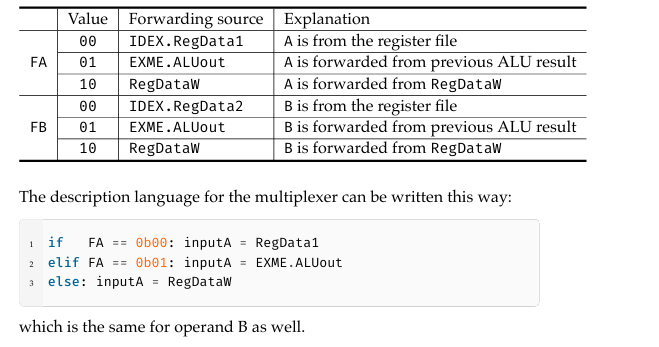 Value Forwarding source Explanation
FA
00 IDEX.RegData1 A is from the register file
01 EXME.ALUout A is forwarded from previous ALU result
10 RegDataW A is forwarded from RegDataW
FB
00 IDEX.RegData2 B is from the register file
01 EXME.ALUout B is forwarded from previous ALU result
10 RegDataW B is forwarded from RegDataW
The description language for the multiplexer can be written this way:
1 if   FA == 0b00: inputA = RegData1
2 elif FA == 0b01: inputA = EXME.ALUout
3 else: inputA = RegDataW
which is the same for operand B as well.